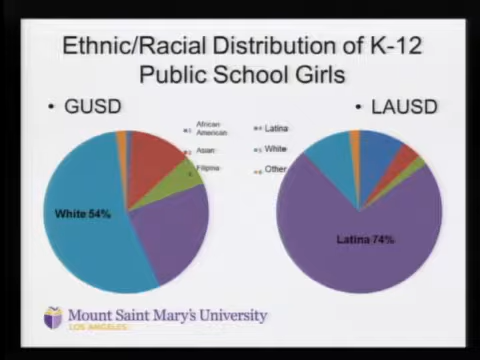 Ethnic/Racial Distribution of K-12
Public School Girls
• GUSD
• LAUSD
African
American
Asian
Filipina
Latina
White
Other
White 54%
Latina 74%
Mount Saint Mary's University
LOS ANGELES